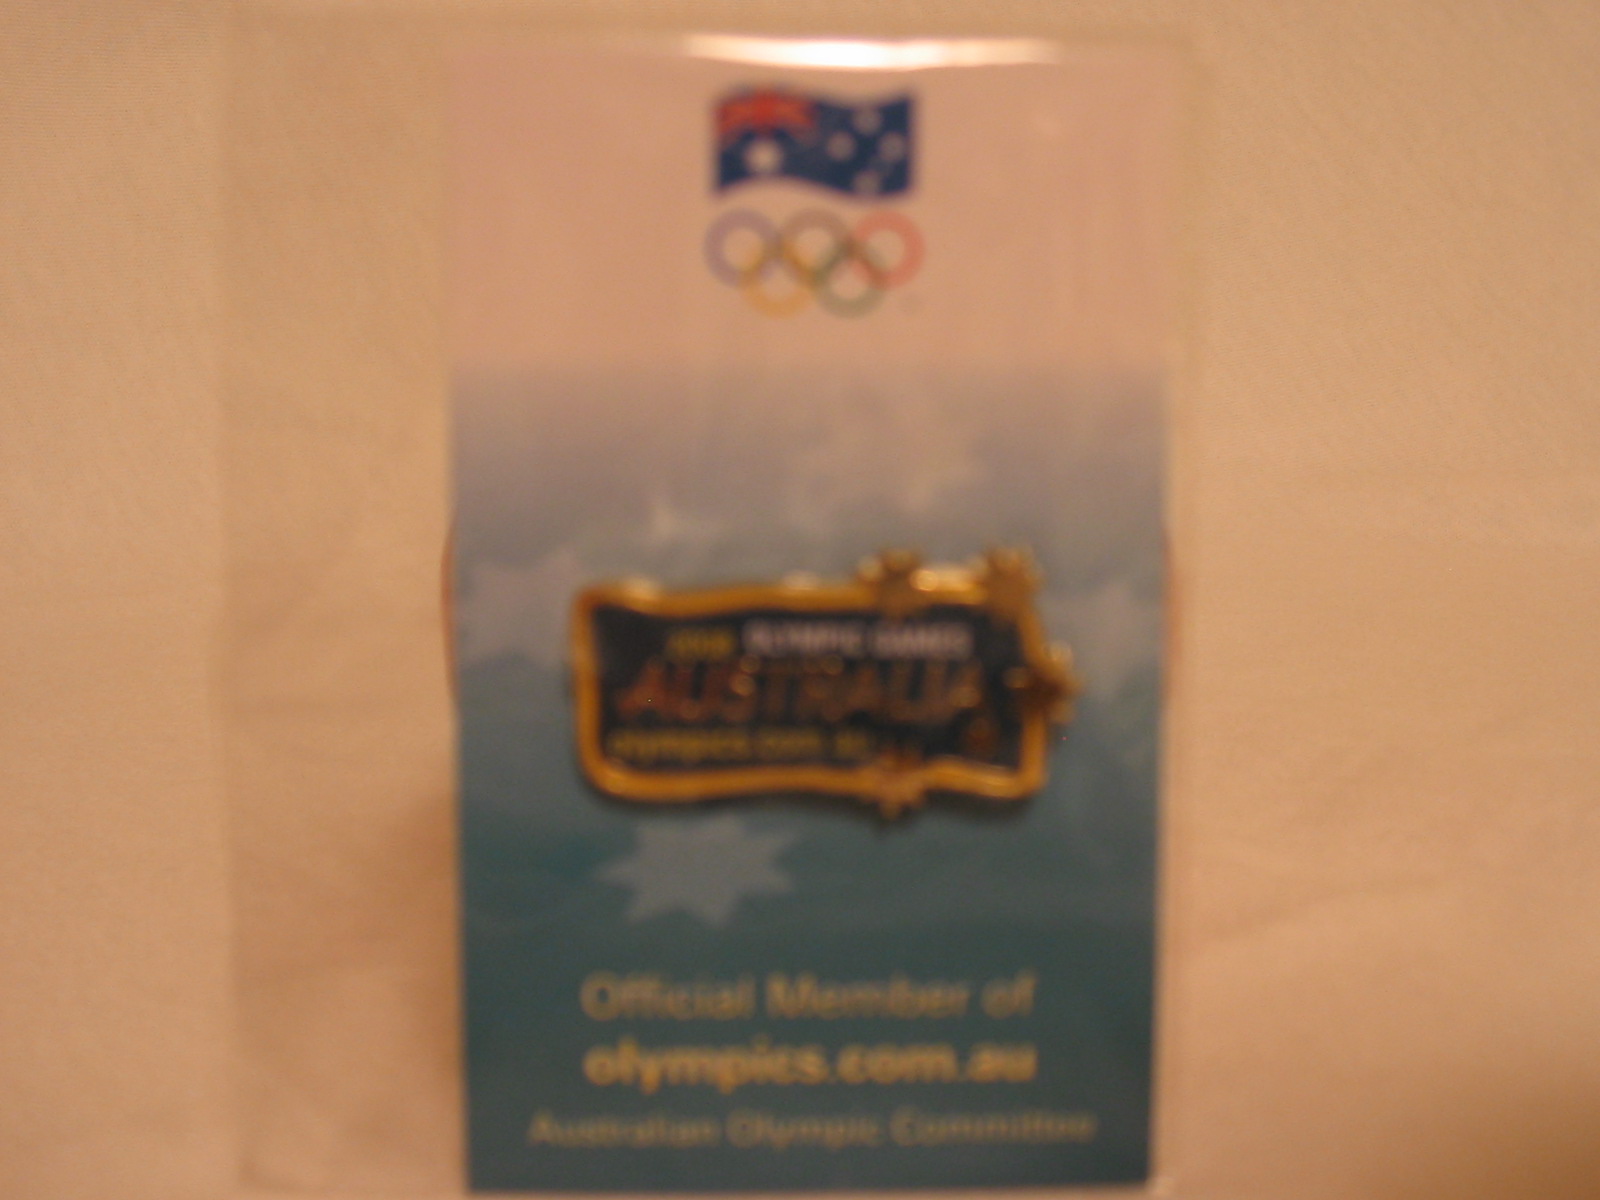 OLYMPIC GAMES
AUSTRALIA
olympics.com.au
Official Member of
olympics.com.au
Australian Olympic Committee